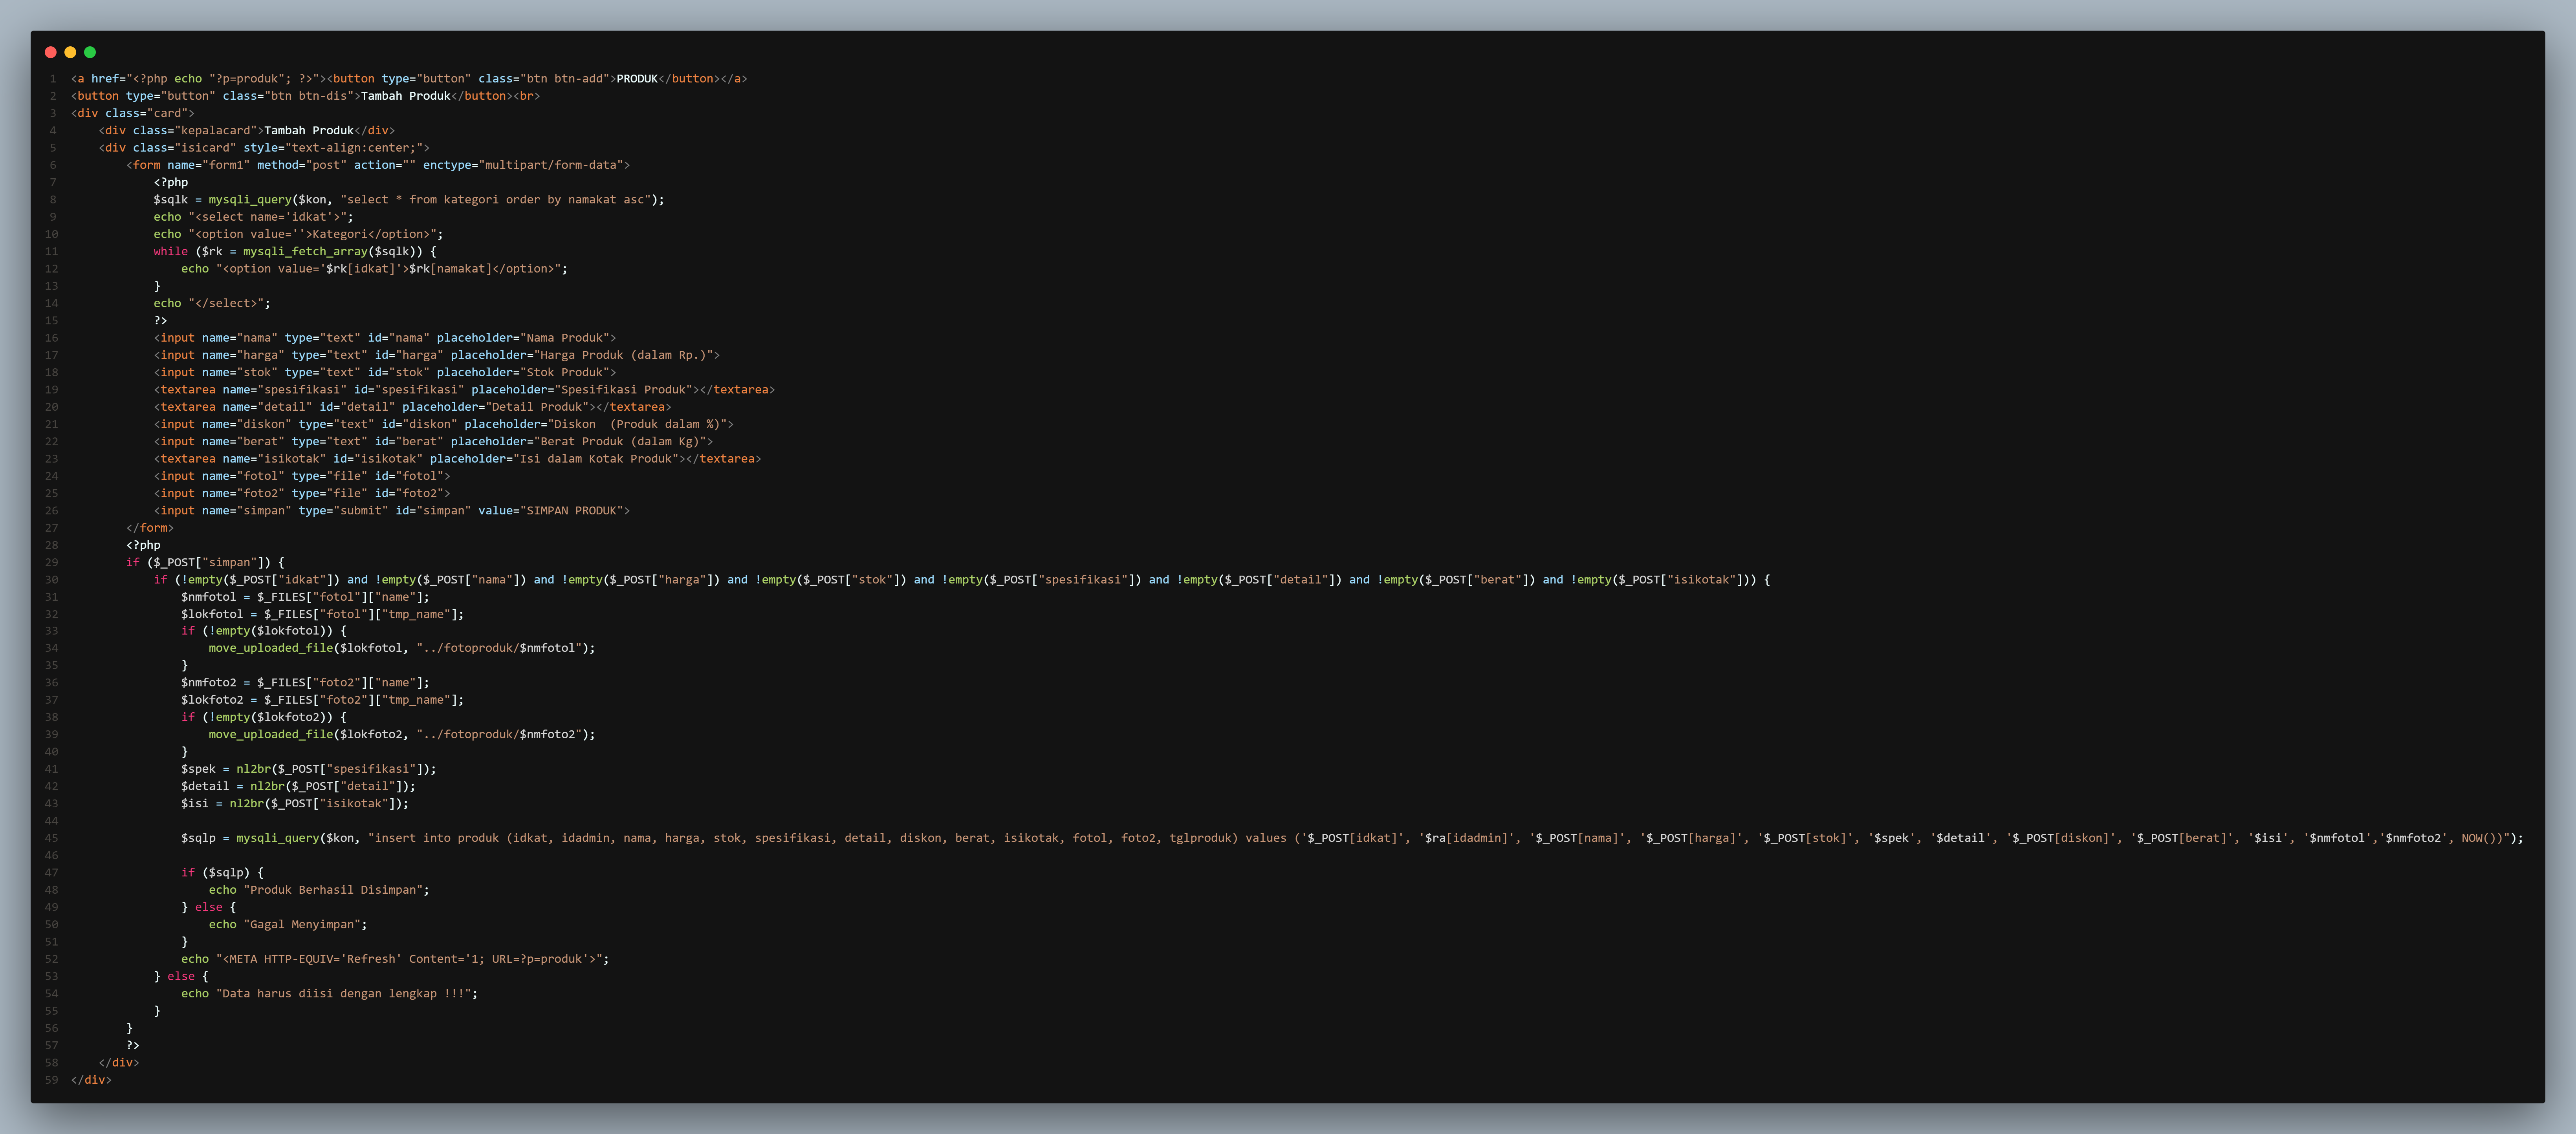 1 <a href="<?php echo "?p=produk"; ?>"><button type="button" class="btn btn-add">PRODUK</button></a>
2 <button type="button" class="btn btn-dis">Tambah Produk</button><br>
3 <div class="card">
4     <div class="kepalacard">Tambah Produk</div>
5     <div class="isicard" style="text-align:center;">
6         <form name="form1" method="post" action="" enctype="multipart/form-data">
7             <?php
8             $sqlk = mysqli_query($kon, "select * from kategori order by namakat asc");
9             echo "<select name='idkat'>";
10             echo "<option value=''>Kategori</option>";
11             while ($rk = mysqli_fetch_array($sqlk)) {
12                 echo "<option value='$rk[idkat]'>$rk[namakat]</option>";
13             }
14             echo "</select>";
15             ?>
16             <input name="nama" type="text" id="nama" placeholder="Nama Produk">
17             <input name="harga" type="text" id="harga" placeholder="Harga Produk (dalam Rp.)">
18             <input name="stok" type="text" id="stok" placeholder="Stok Produk">
19             <textarea name="spesifikasi" id="spesifikasi" placeholder="Spesifikasi Produk"></textarea>
20             <textarea name="detail" id="detail" placeholder="Detail Produk"></textarea>
21             <input name="diskon" type="text" id="diskon" placeholder="Diskon  (Produk dalam %)">
22             <input name="berat" type="text" id="berat" placeholder="Berat Produk (dalam Kg)">
23             <textarea name="isikotak" id="isikotak" placeholder="Isi dalam Kotak Produk"></textarea>
24             <input name="fotol" type="file" id="fotol">
25             <input name="foto2" type="file" id="foto2">
26             <input name="simpan" type="submit" id="simpan" value="SIMPAN PRODUK">
27         </form>
28         <?php
29         if ($_POST["simpan"]) {
30             if (!empty($_POST["idkat"]) and !empty($_POST["nama"]) and !empty($_POST["harga"]) and !empty($_POST["stok"]) and !empty($_POST["spesifikasi"]) and !empty($_POST["detail"]) and !empty($_POST["berat"]) and !empty($_POST["isikotak"])) {
31                 $nmfotol = $_FILES["fotol"]["name"];
32                 $lokfotol = $_FILES["fotol"]["tmp_name"];
33                 if (!empty($lokfotol)) {
34                     move_uploaded_file($lokfotol, "../fotoproduk/$nmfotol");
35                 }
36                 $nmfoto2 = $_FILES["foto2"]["name"];
37                 $lokfoto2 = $_FILES["foto2"]["tmp_name"];
38                 if (!empty($lokfoto2)) {
39                     move_uploaded_file($lokfoto2, "../fotoproduk/$nmfoto2");
40                 }
41                 $spek = nl2br($_POST["spesifikasi"]);
42                 $detail = nl2br($_POST["detail"]);
43                 $isi = nl2br($_POST["isikotak"]);
44
45                 $sqlp = mysqli_query($kon, "insert into produk (idkat, idadmin, nama, harga, stok, spesifikasi, detail, diskon, berat, isikotak, fotol, foto2, tglproduk) values ('$_POST[idkat]', '$ra[idadmin]', '$_POST[nama]', '$_POST[harga]', '$_POST[stok]', '$spek', '$detail', '$_POST[diskon]', '$_POST[berat]', '$isi', '$nmfotol','$nmfoto2', NOW())");
46
47                 if ($sqlp) {
48                     echo "Produk Berhasil Disimpan";
49                 } else {
50                     echo "Gagal Menyimpan";
51                 }
52                 echo "<META HTTP-EQUIV='Refresh' Content='1; URL=?p=produk'>";
53             } else {
54                 echo "Data harus diisi dengan lengkap !!!";
55             }
56         }
57         ?>
58     </div>
59 </div>